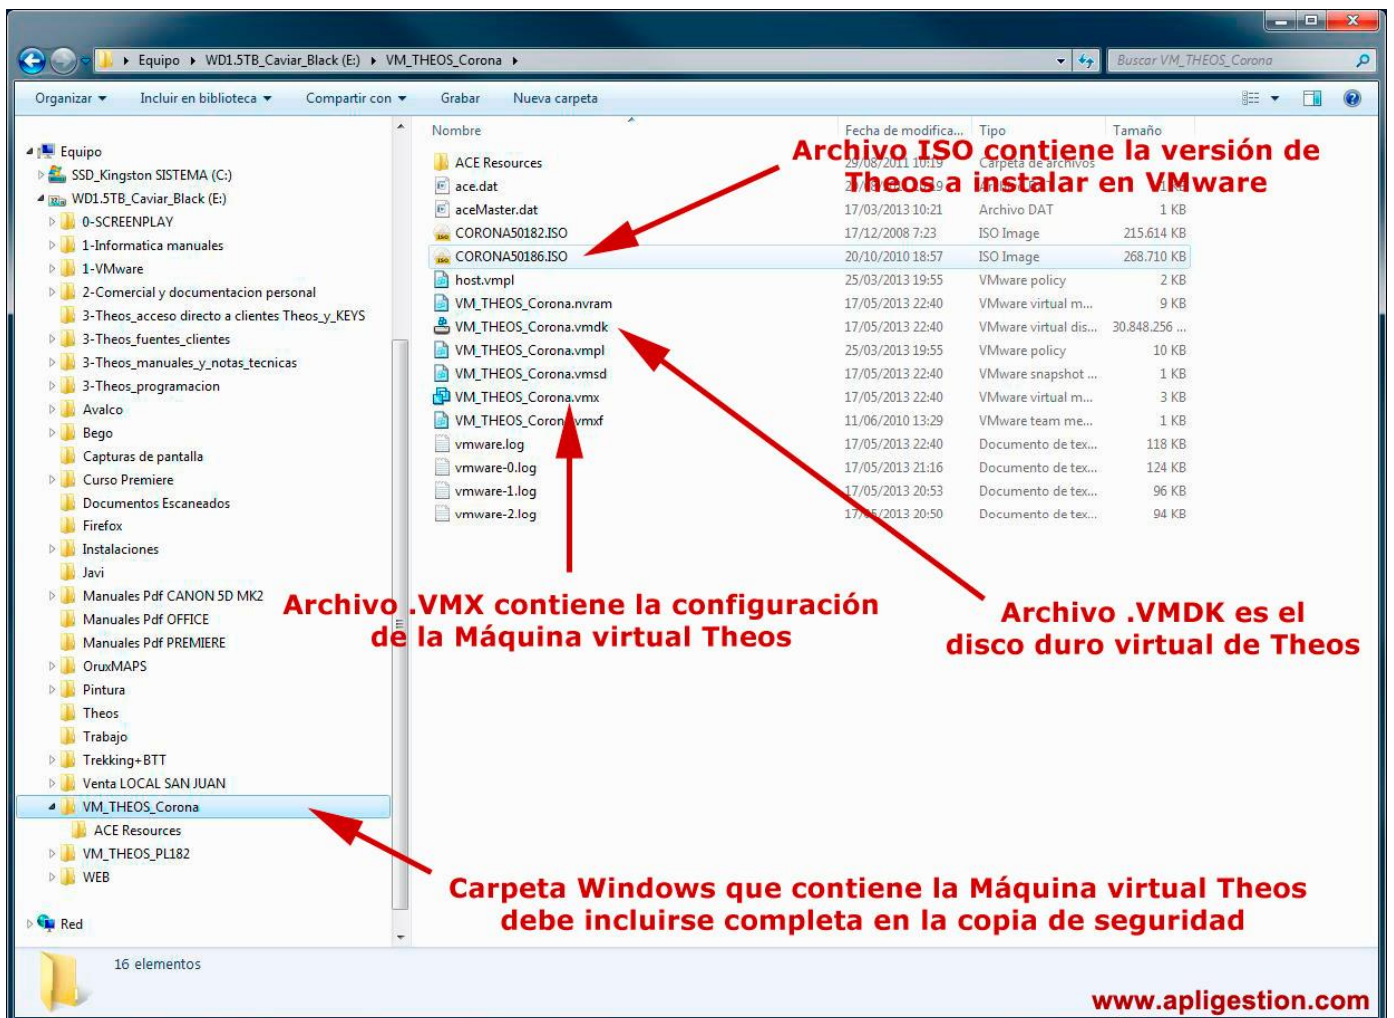 Equipo ▸ WD1.5TB_Caviar_Black (E:) ▸ VM_THEOS_Corona ▸
Buscar VM_THEOS_Corona
Organizar Incluir en biblioteca Compartir con Grabar Nueva carpeta
Equipo
SSD_Kingston SISTEMA (C:)
WD1.5TB_Caviar_Black (E:)
0-SCREENPLAY
1-Informatica manuales
1-VMware
2-Comercial y documentacion personal
3-Theos_acceso directo a clientes Theos_y_KEYS
3-Theos_fuentes_clientes
3-Theos_manuales_y_notas_tecnicas
3-Theos_programacion
Avalco
Bego
Capturas de pantalla
Curso Premiere
Documentos Escaneados
Firefox
Instalaciones
Javi
Manuales Pdf CANON 5D MK2
Manuales Pdf OFFICE
Manuales Pdf PREMIERE
OruxMAPS
Pintura
Theos
Trabajo
Trekking+BTT
Venta LOCAL SAN JUAN
VM_THEOS_Corona
ACE Resources
VM_THEOS_PL182
WEB
Red
Nombre Fecha de modifica... Tipo Tamaño
ACE Resources 29/08/2011 10:19 Carpeta de archivos
ace.dat
aceMaster.dat 17/03/2013 10:21 Archivo DAT 1 KB
CORONA50182.ISO 17/12/2008 7:23 ISO Image 215.614 KB
CORONA50186.ISO 20/10/2010 18:57 ISO Image 268.710 KB
host.vmpl 25/03/2013 19:55 VMware policy 2 KB
VM_THEOS_Corona.nvram 17/05/2013 22:40 VMware virtual m... 9 KB
VM_THEOS_Corona.vmdk 17/05/2013 22:40 VMware virtual dis... 30.848.256 ...
VM_THEOS_Corona.vmpl 25/03/2013 19:55 VMware policy 10 KB
VM_THEOS_Corona.vmsd 17/05/2013 22:40 VMware snapshot ... 1 KB
VM_THEOS_Corona.vmx 17/05/2013 22:40 VMware virtual m... 3 KB
VM_THEOS_Corona.vmxf 11/06/2010 13:29 VMware team me... 1 KB
vmware.log 17/05/2013 22:40 Documento de tex... 118 KB
vmware-0.log 17/05/2013 21:16 Documento de tex... 124 KB
vmware-1.log 17/05/2013 20:53 Documento de tex... 96 KB
vmware-2.log 17/05/2013 20:50 Documento de tex... 94 KB
Archivo ISO contiene la versión de
Theos a instalar en VMware
Archivo .VMX contiene la configuración
de la Máquina virtual Theos
Archivo .VMDK es el
disco duro virtual de Theos
Carpeta Windows que contiene la Máquina virtual Theos
debe incluirse completa en la copia de seguridad
16 elementos
www.apligestion.com